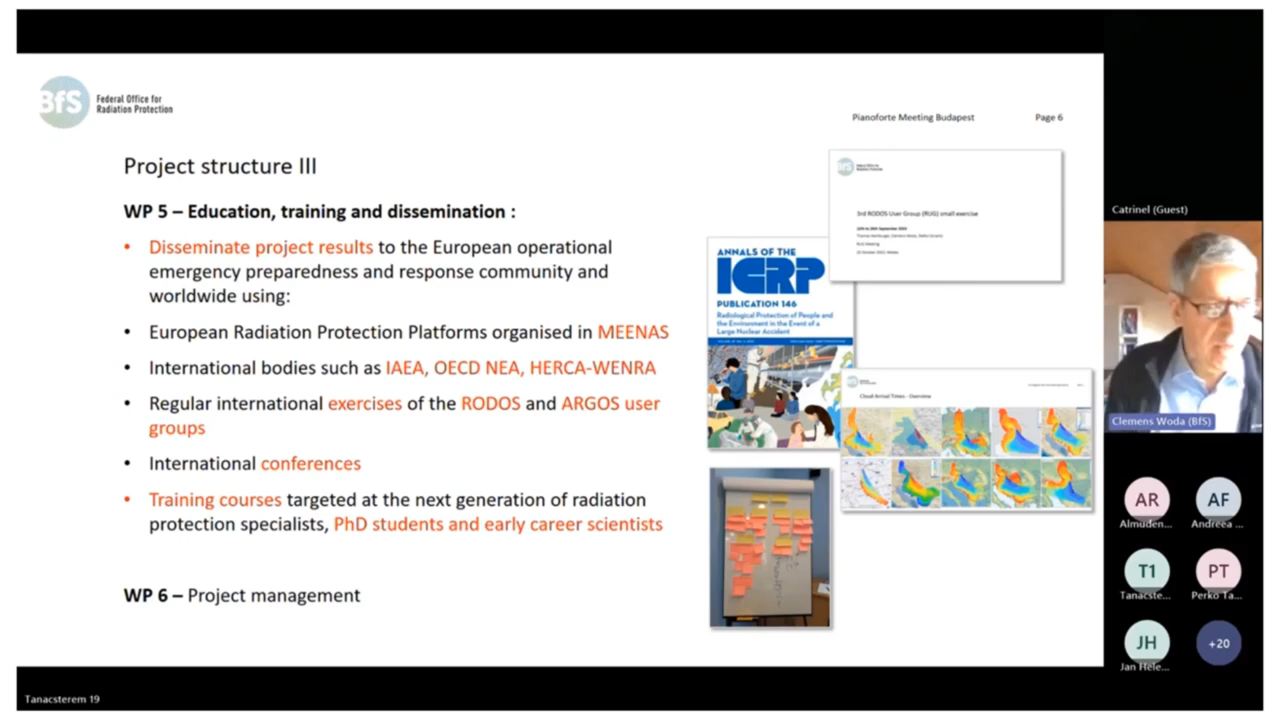 BfS Federal Office for
Radiation Protection
Pianoforte Meeting Budapest Page 6
Project structure III
WP 5 – Education, training and dissemination :
• Disseminate project results to the European operational
emergency preparedness and response community and
worldwide using:
• European Radiation Protection Platforms organised in MEENAS
• International bodies such as IAEA, OECD NEA, HERCA-WENRA
• Regular international exercises of the RODOS and ARGOS user
groups
• International conferences
• Training courses targeted at the next generation of radiation
protection specialists, PhD students and early career scientists
WP 6 – Project management
BfS
3rd RODOS User Group (RUG) small exercise
ANNALS OF THE
ICRP
PUBLICATION 146
Radiological Protection of People and
the Environment in the Event of a
Large Nuclear Accident
Cloud Arrival Times - Overview
Catrinel (Guest)
Clemens Woda (BfS)
AR
Almuden...
AF
Andreea ...
T1
Tanacste...
PT
Perko Ta...
JH
Jan Hele...
+20
Tanacsterem 19